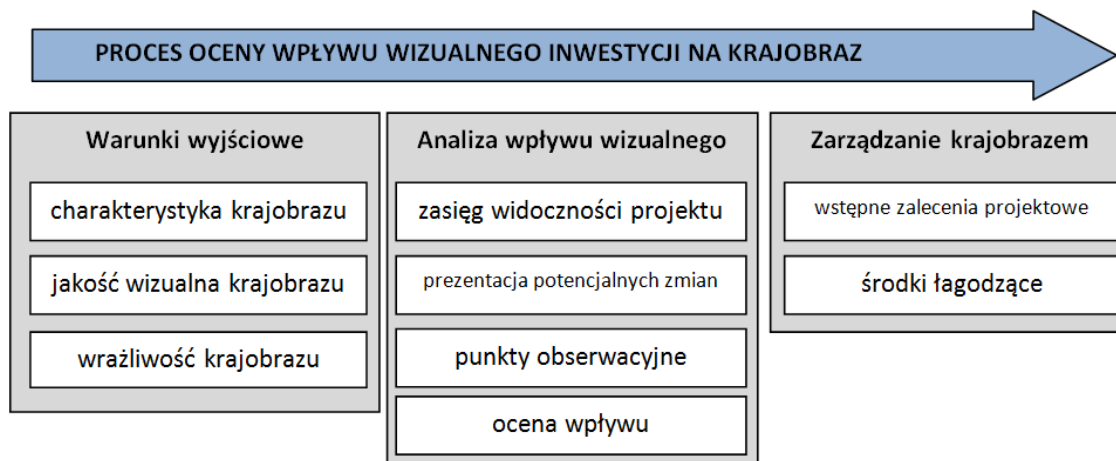 PROCES OCENY WPŁYWU WIZUALNEGO INWESTYCJI NA KRAJOBRAZ
Warunki wyjściowe
charakterystyka krajobrazu
jakość wizualna krajobrazu
wrażliwość krajobrazu
Analiza wpływu wizualnego
zasięg widoczności projektu
prezentacja potencjalnych zmian
punkty obserwacyjne
ocena wpływu
Zarządzanie krajobrazem
wstępne zalecenia projektowe
środki łagodzące